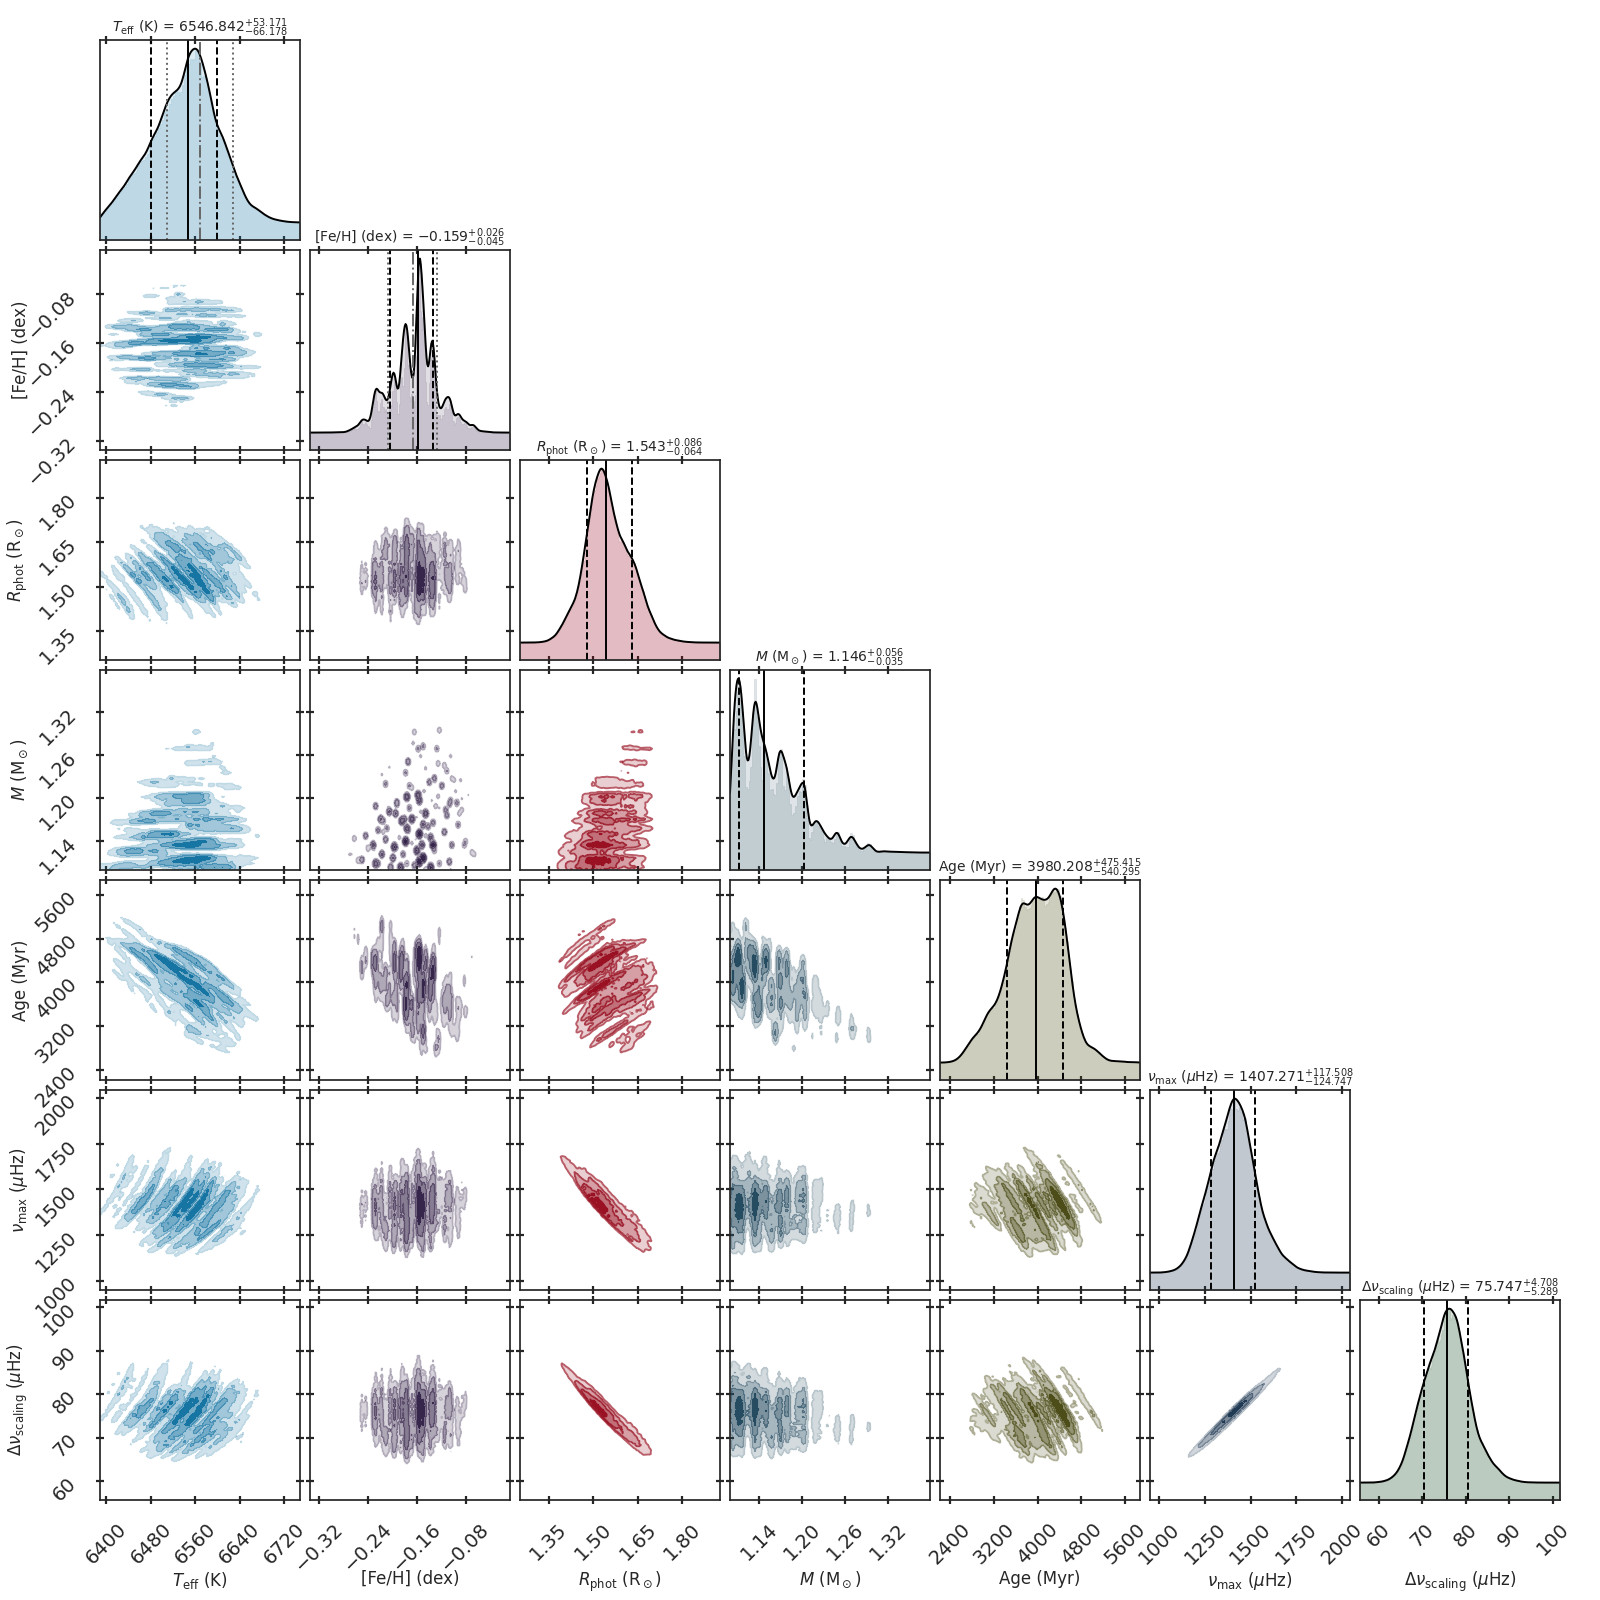 T_eff (K) = 6546.842 +53.171 −66.178
[Fe/H] (dex) = −0.159 +0.026 −0.045
−0.08
−0.16
−0.24
−0.32
[Fe/H] (dex)
R_phot (R_⊙) = 1.543 +0.086 −0.064
1.80
1.65
1.50
1.35
R_phot (R_⊙)
M (M_⊙) = 1.146 +0.056 −0.035
1.32
1.26
1.20
1.14
M (M_⊙)
Age (Myr) = 3980.208 +475.415 −540.295
5600
4800
4000
3200
2400
Age (Myr)
ν_max (μHz) = 1407.271 +117.508 −124.747
2000
1750
1500
1250
1000
ν_max (μHz)
Δν_scaling (μHz) = 75.747 +4.708 −5.289
100
90
80
70
60
Δν_scaling (μHz)
6400 6480 6560 6640 6720 −0.32 −0.24 −0.16 −0.08 1.35 1.50 1.65 1.80 1.14 1.20 1.26 1.32 2400 3200 4000 4800 5600 1000 1250 1500 1750 2000 60 70 80 90 100
T_eff (K) [Fe/H] (dex) R_phot (R_⊙) M (M_⊙) Age (Myr) ν_max (μHz) Δν_scaling (μHz)